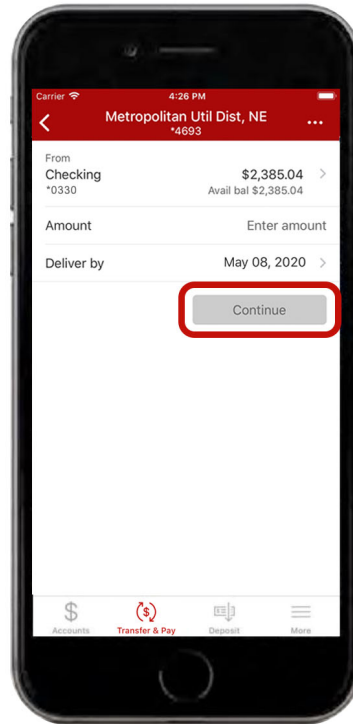 Carrier 4:26 PM
Metropolitan Util Dist, NE
*4693
From
Checking $2,385.04
*0330 Avail bal $2,385.04
Amount Enter amount
Deliver by May 08, 2020
Continue
Accounts Transfer & Pay Deposit More